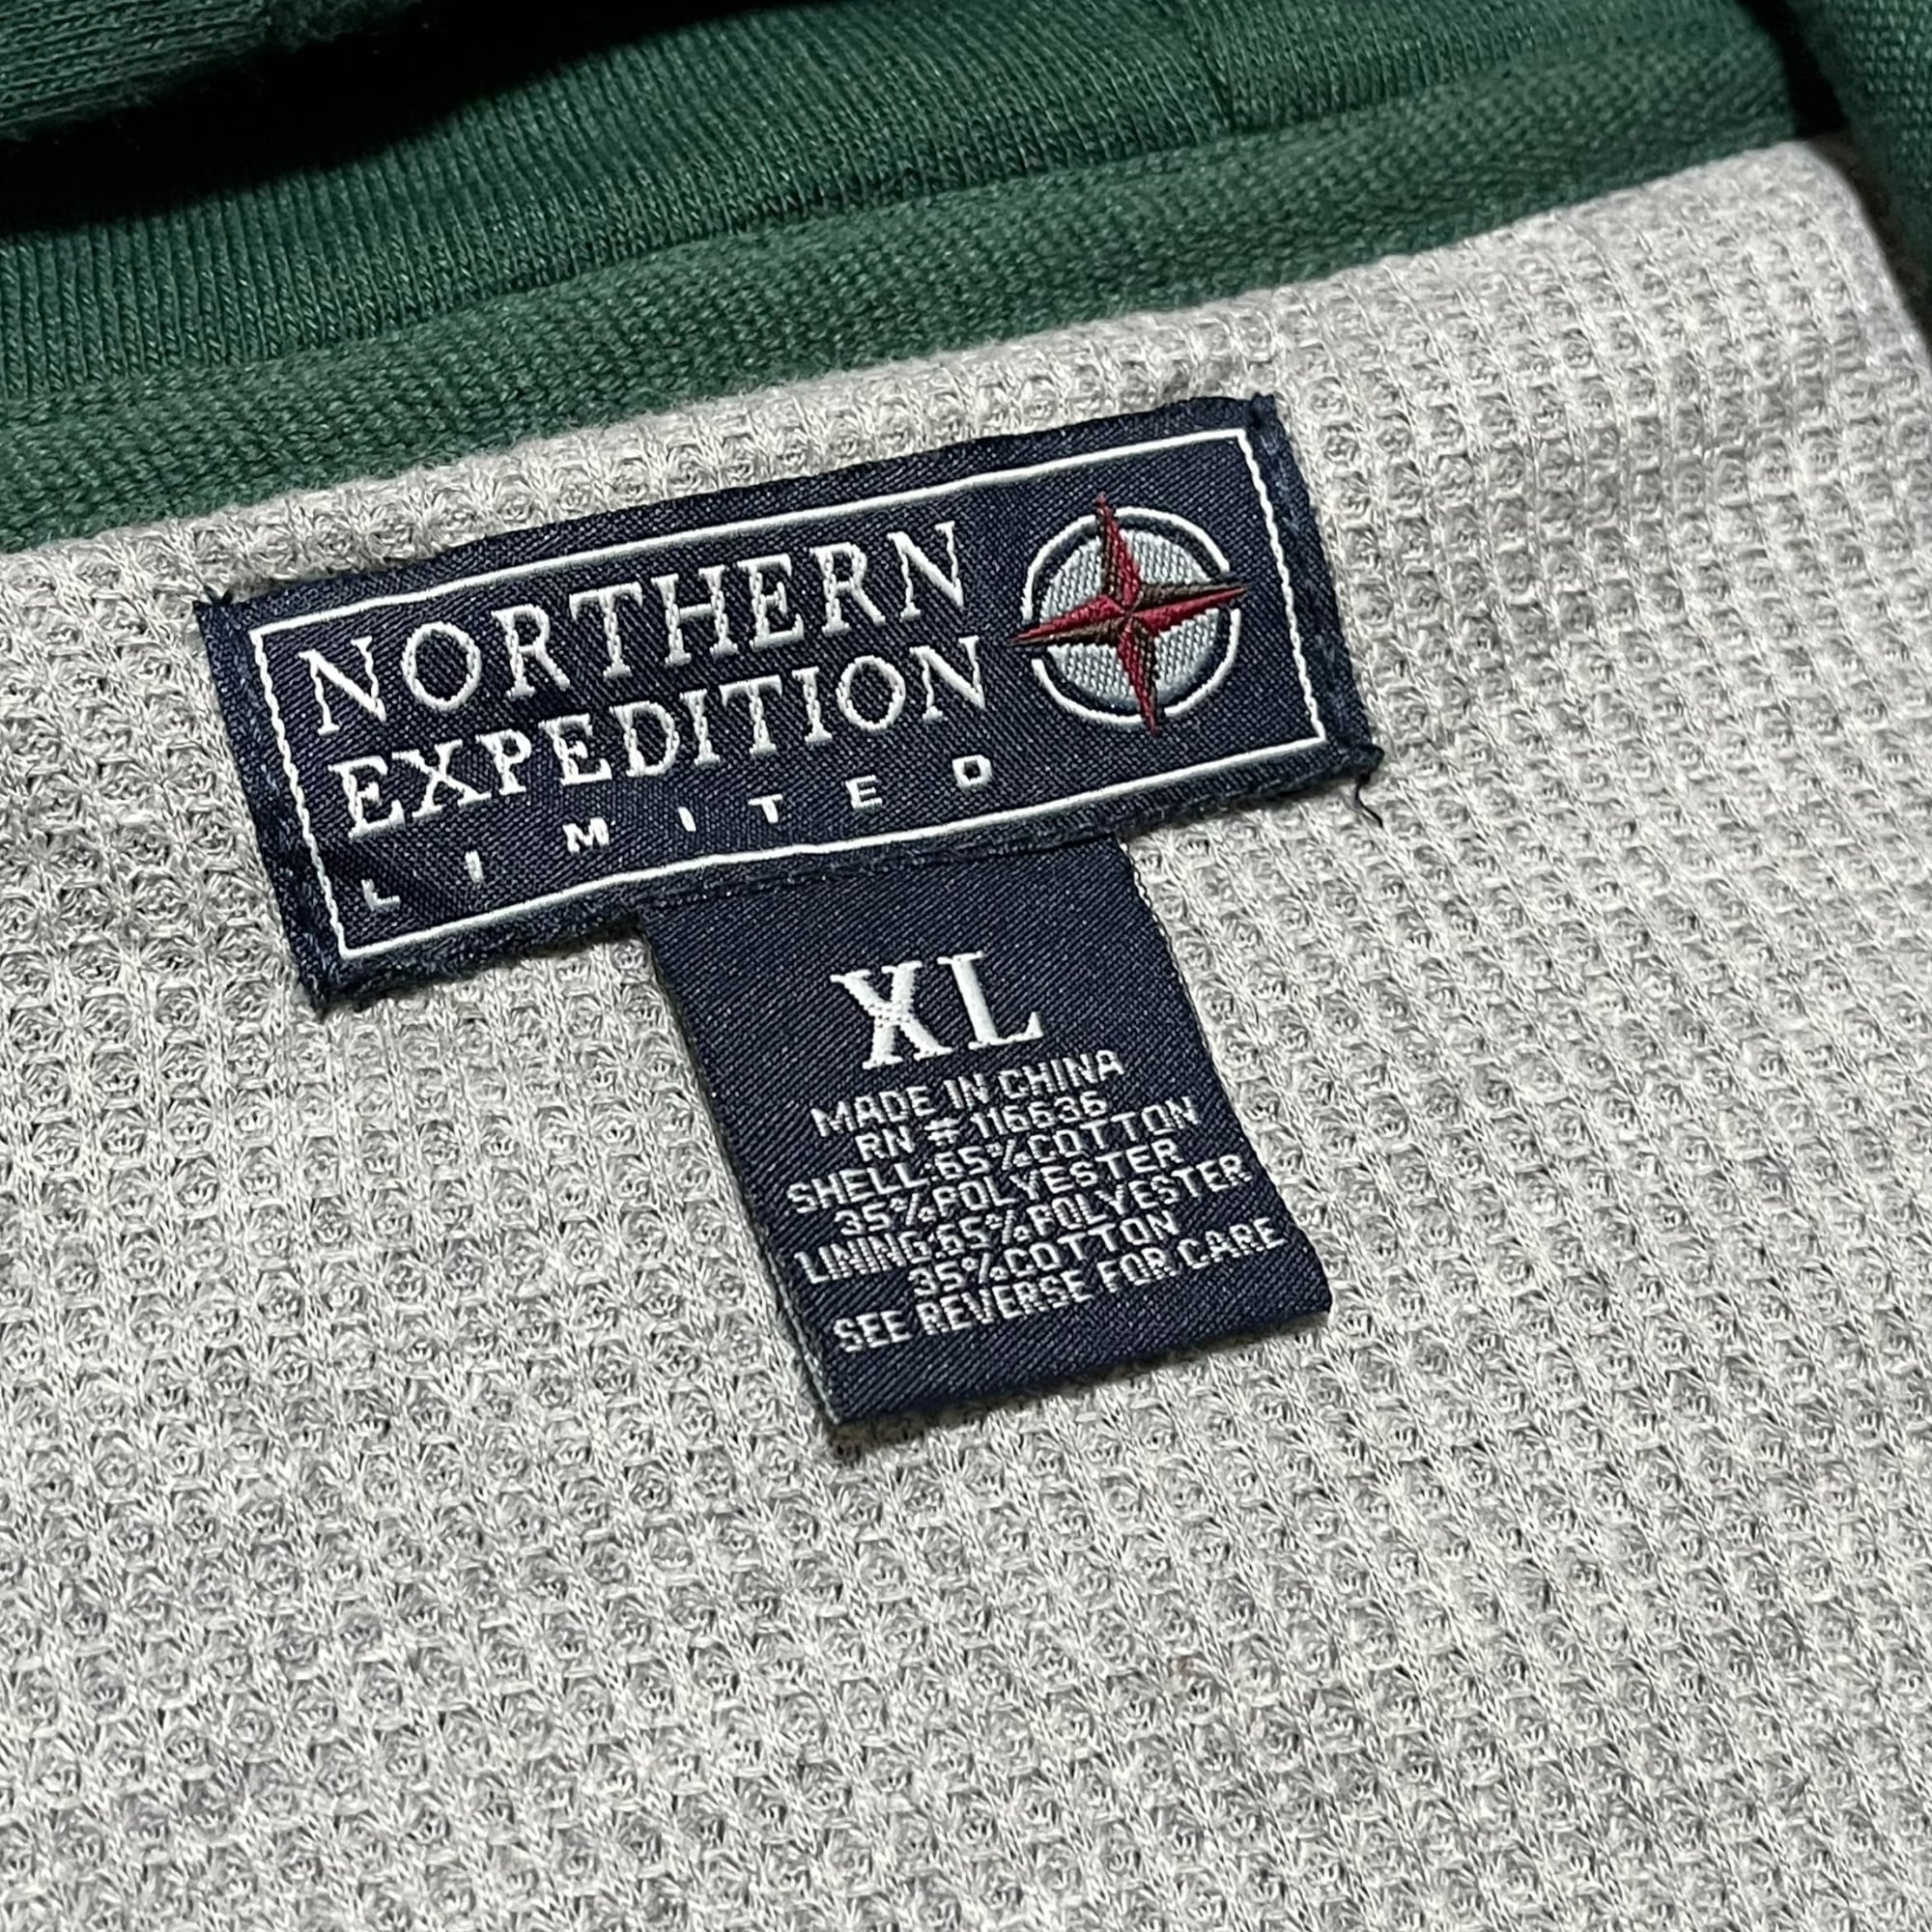 NORTHERN
EXPEDITION
LIMITED
XL
MADE IN CHINA
RN #116636
SHELL:65%COTTON
35%POLYESTER
LINING:65%POLYESTER
35%COTTON
SEE REVERSE FOR CARE